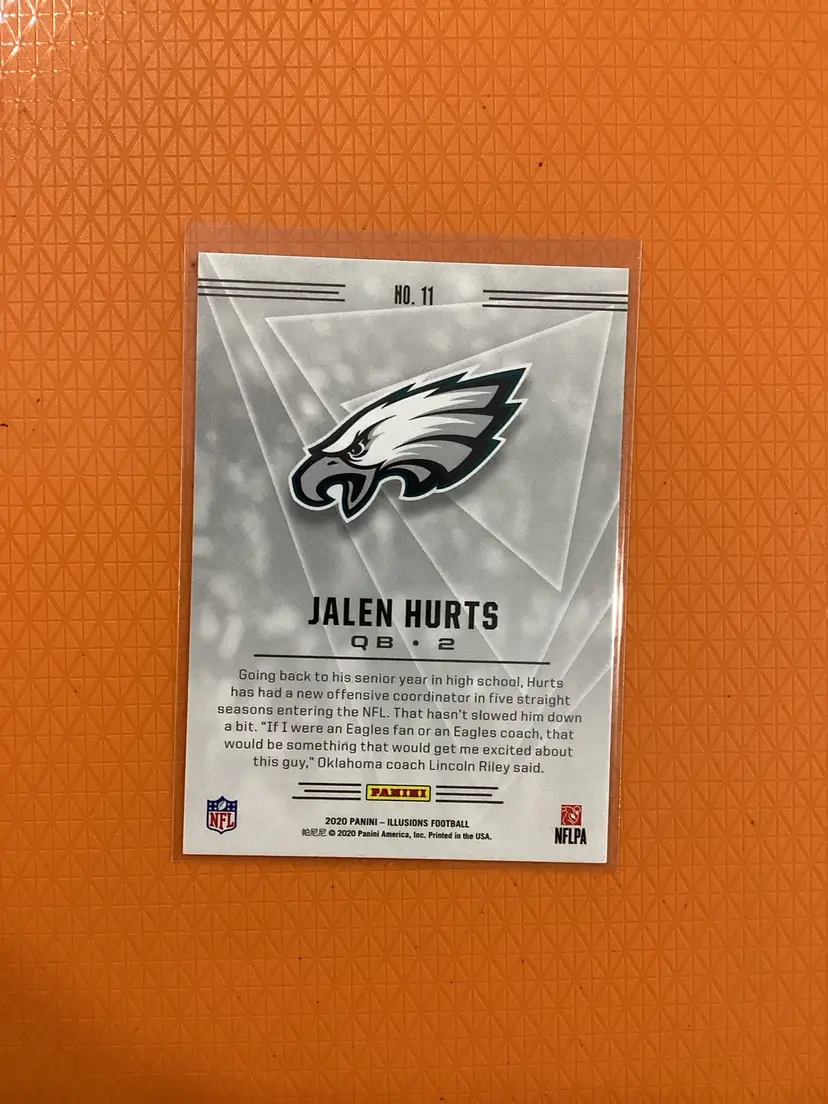 NO. 11
JALEN HURTS
QB • 2
Going back to his senior year in high school, Hurts
has had a new offensive coordinator in five straight
seasons entering the NFL. That hasn't slowed him down
a bit. "If I were an Eagles fan or an Eagles coach, that
would be something that would get me excited about
this guy," Oklahoma coach Lincoln Riley said.
PANINI
NFL
2020 PANINI – ILLUSIONS FOOTBALL
帕尼尼 © 2020 Panini America, Inc. Printed in the USA.
NFLPA